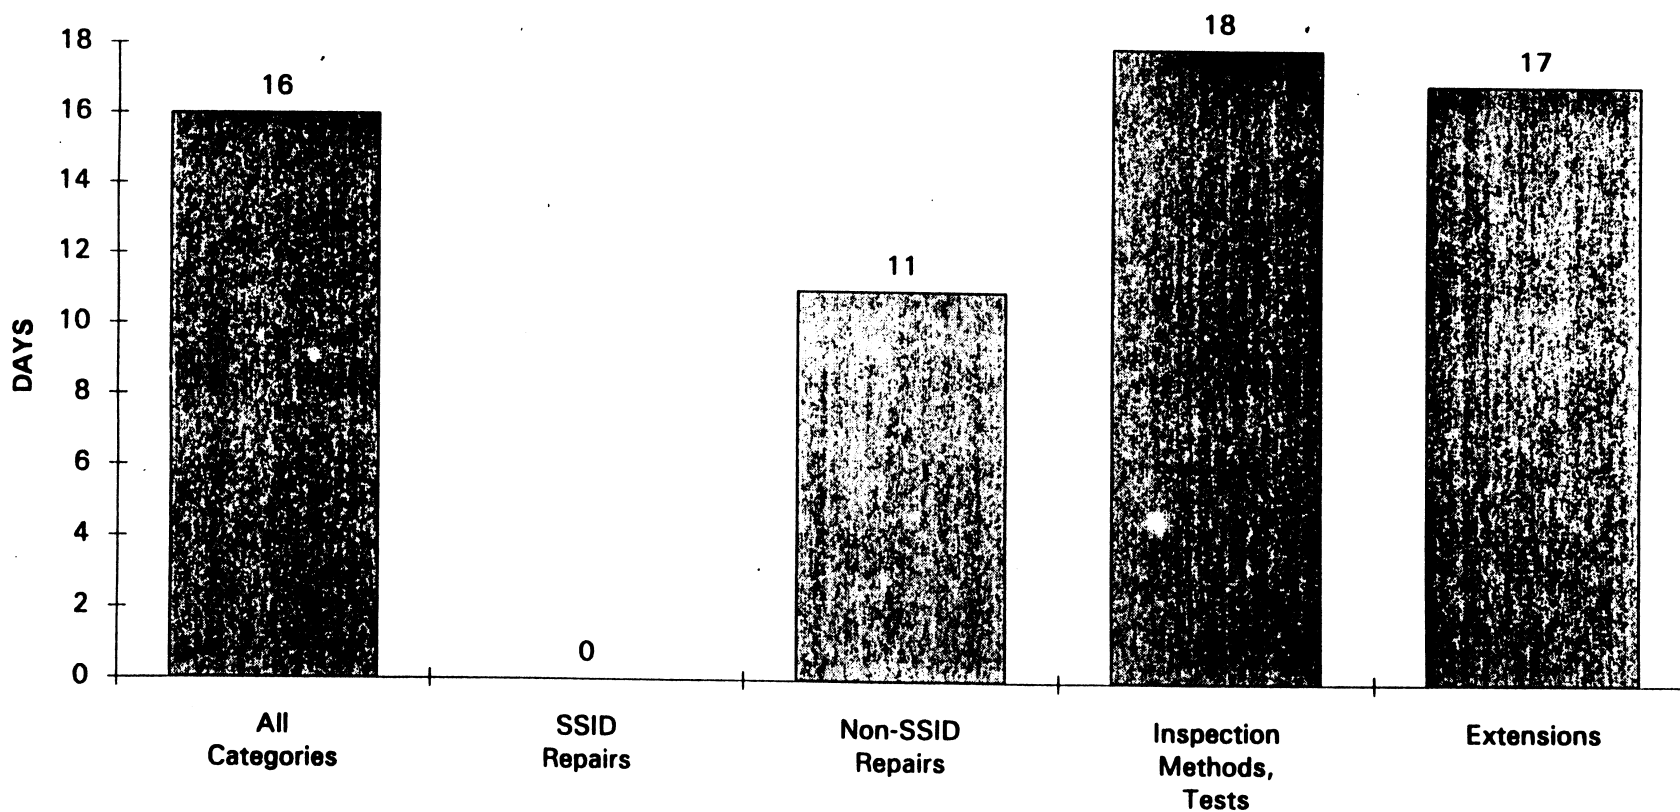 18
16
14
12
10
8
6
4
2
0
DAYS
16
0
11
18
17
All
Categories
SSID
Repairs
Non-SSID
Repairs
Inspection
Methods,
Tests
Extensions